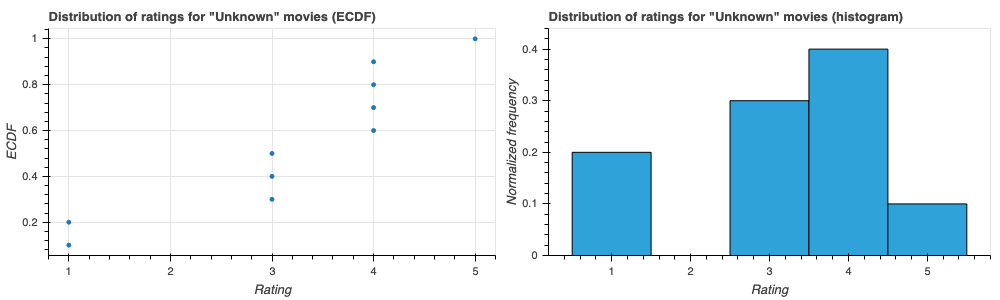 Distribution of ratings for "Unknown" movies (ECDF)
1
0.8
0.6
0.4
0.2
ECDF
1 2 3 4 5
Rating
Distribution of ratings for "Unknown" movies (histogram)
0.4
0.3
0.2
0.1
0
Normalized frequency
1 2 3 4 5
Rating